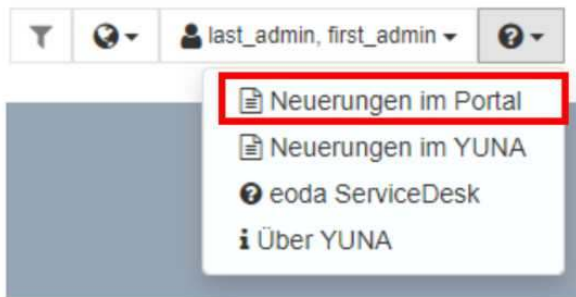 last_admin, first_admin
Neuerungen im Portal
Neuerungen im YUNA
eoda ServiceDesk
Über YUNA